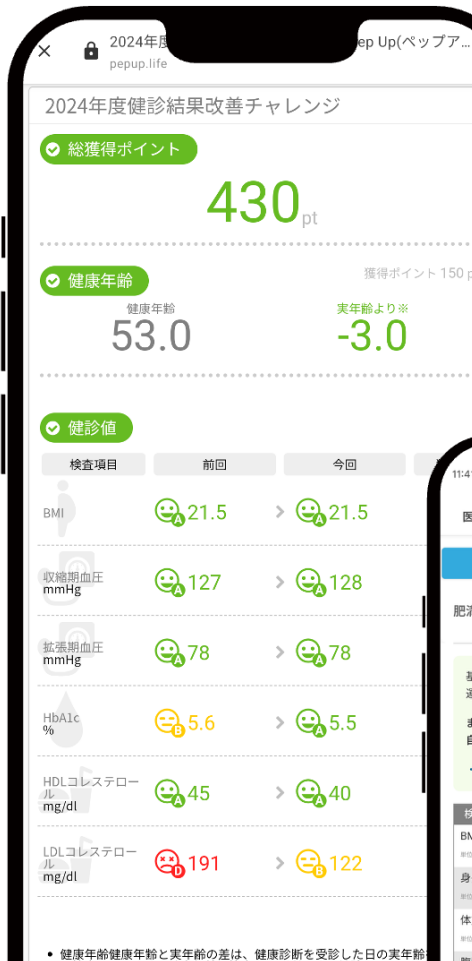 2024年度
ep Up(ペップア...
pepup.life
2024年度健診結果改善チャレンジ
総獲得ポイント
430pt
健康年齢
獲得ポイント 150 p
健康年齢
実年齢より※
53.0
-3.0
健診値
検査項目 前回 今回
BMI A 21.5 > A 21.5
収縮期血圧
mmHg
A 127 > A 128
拡張期血圧
mmHg
A 78 > A 78
HbA1c
%
B 5.6 > A 5.5
HDLコレステロー
ル
mg/dl
A 45 > A 40
LDLコレステロー
ル
mg/dl
D 191 > B 122
• 健康年齢健康年齢と実年齢の差は、健康診断を受診した日の実年齢
11:4
医
肥満
BM
身
体